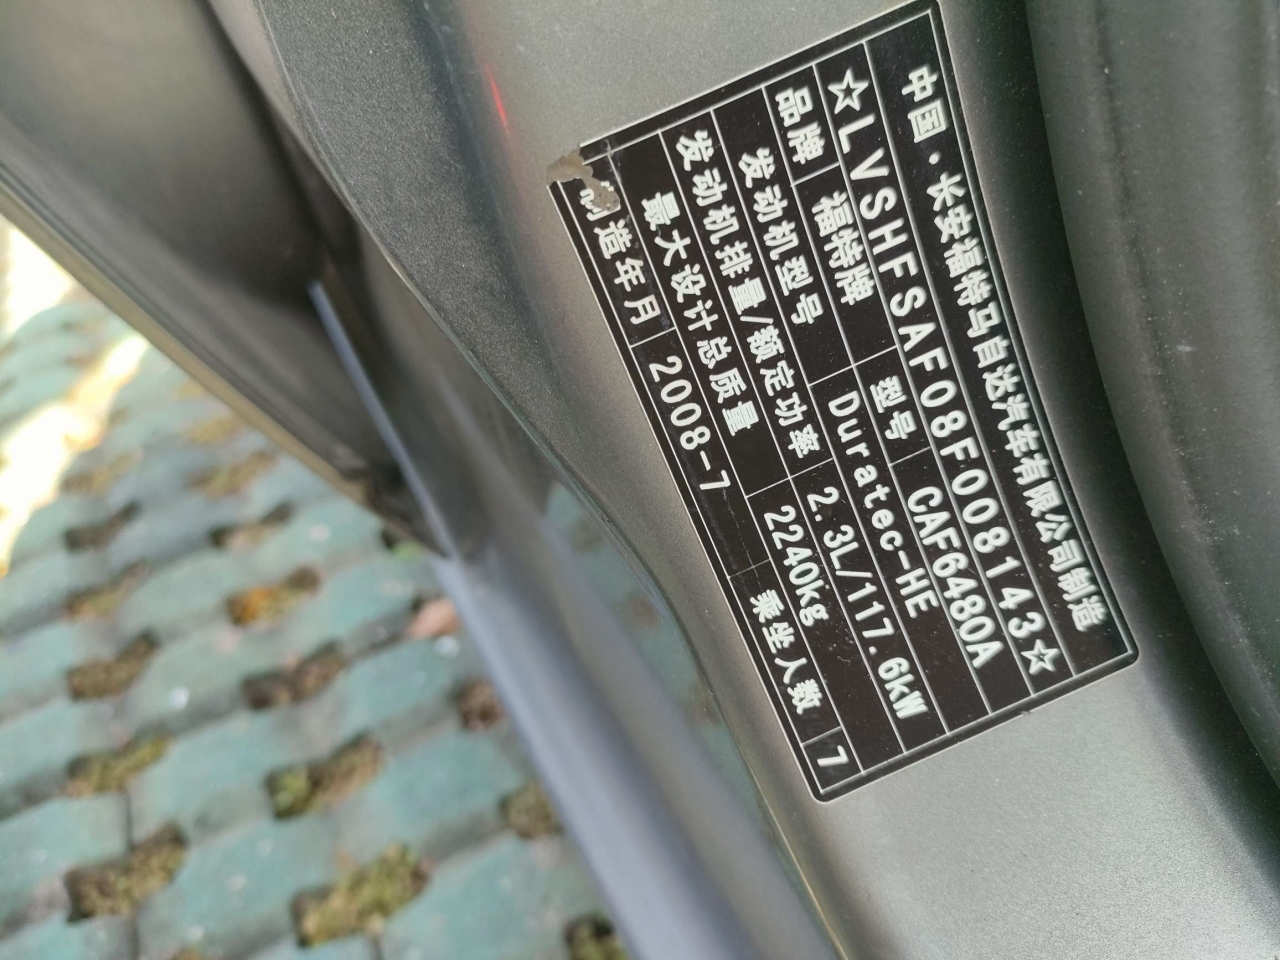 中国·长安福特马自达汽车有限公司制造
☆LVSHFSAF08F008143☆
品牌 福特牌 型号 CAF6480A
发动机型号 Duratec-HE
发动机排量/额定功率 2.3L/117.6kW
最大设计总质量 2240kg
制造年月 2008-7 乘坐人数 7